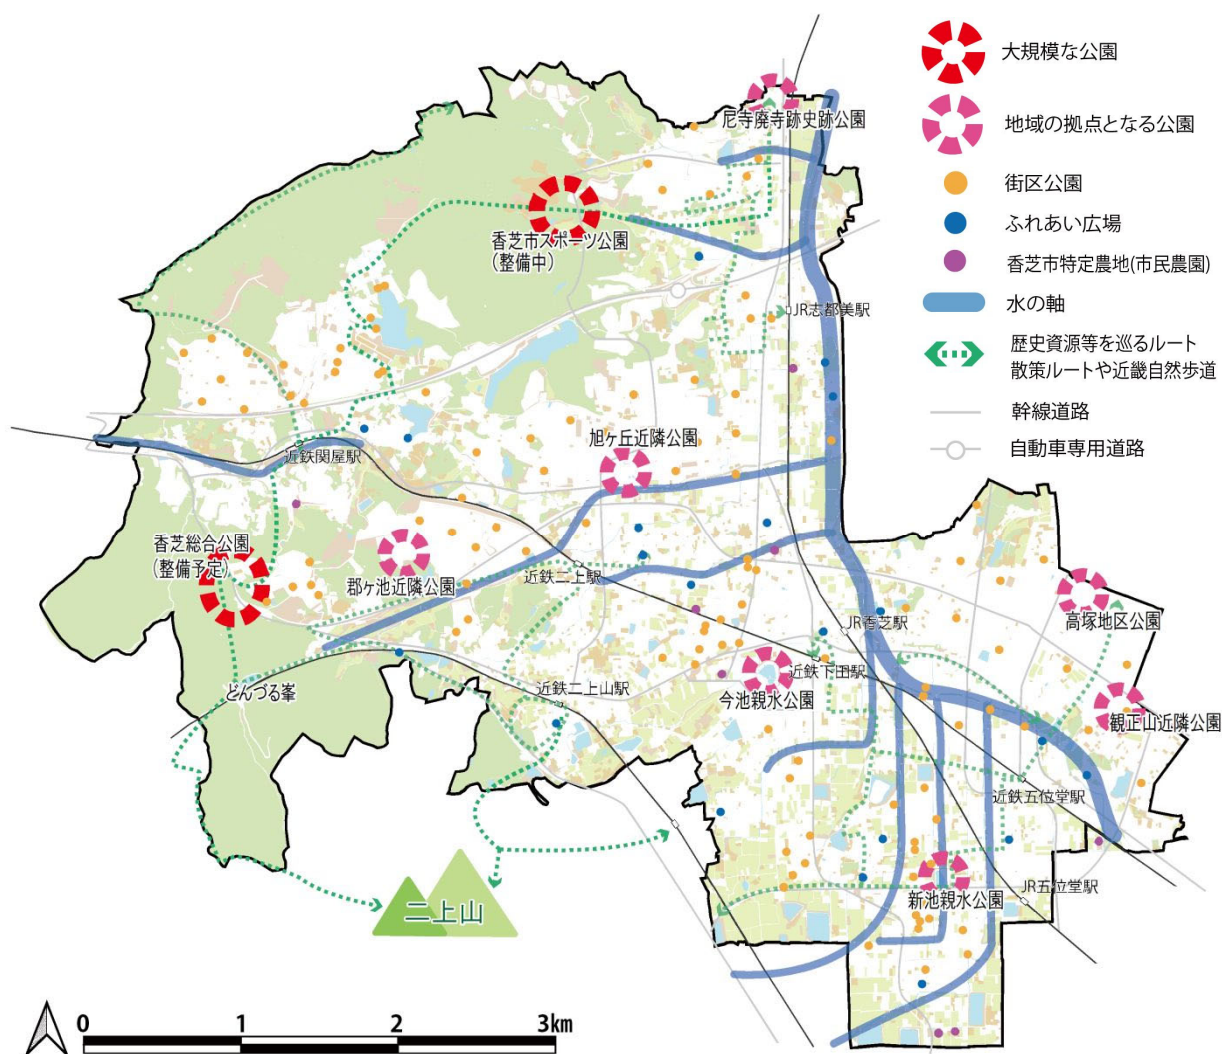 大規模な公園
地域の拠点となる公園
街区公園
ふれあい広場
香芝市特定農地(市民農園)
水の軸
歴史資源等を巡るルート
散策ルートや近畿自然歩道
幹線道路
自動車専用道路
尼寺廃寺跡史跡公園
香芝市スポーツ公園
(整備中)
JR志都美駅
旭ヶ丘近隣公園
近鉄関屋駅
香芝総合公園
(整備予定)
郡ヶ池近隣公園
近鉄二上駅
JR香芝駅
高塚地区公園
近鉄下田駅
どんづる峯
近鉄二上山駅
今池親水公園
観正山近隣公園
近鉄五位堂駅
JR五位堂駅
新池親水公園
二上山
0 1 2 3km